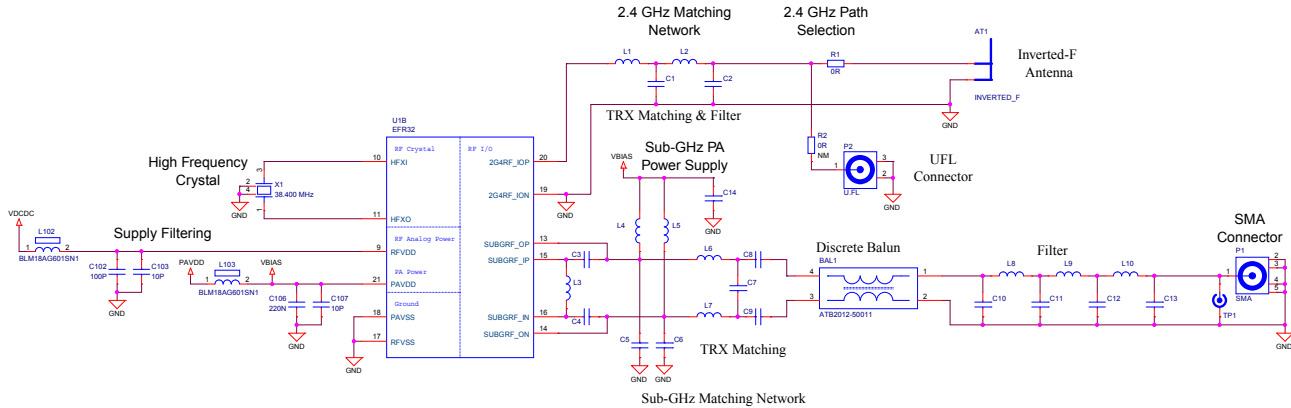 2.4 GHz Matching
Network
2.4 GHz Path
Selection
AT1
INVERTED_F
Inverted-F
Antenna
L1
L2
C1
C2
R1
0R
GND
TRX Matching & Filter
R2
0R
NM
P2
1
3
2
U.FL
GND
UFL
Connector
U1B
EFR32
RF Crystal
RF I/O
HFXI
HFXO
RF Analog Power
RFVDD
PA Power
PAVDD
Ground
PAVSS
RFVSS
2G4RF_IOP
2G4RF_ION
SUBGRF_OP
SUBGRF_IP
SUBGRF_IN
SUBGRF_ON
10
11
9
21
18
17
20
19
13
15
16
14
GND
GND
High Frequency
Crystal
3
2
4
1
X1
38.400 MHz
GND
VDCDC
L102
1
2
BLM18AG601SN1
Supply Filtering
C102
100P
C103
10P
GND
PAVDD
L103
1
2
BLM18AG601SN1
VBIAS
C106
220N
C107
10P
GND
Sub-GHz PA
Power Supply
VBIAS
C14
GND
L4
L5
C3
L3
C4
C5
C6
GND
GND
L6
L7
C7
C8
C9
TRX Matching
Sub-GHz Matching Network
Discrete Balun
BAL1
4
3
1
2
ATB2012-50011
Filter
L8
L9
L10
C10
C11
C12
C13
TP1
SMA
Connector
P1
1
2
3
4
5
SMA
GND